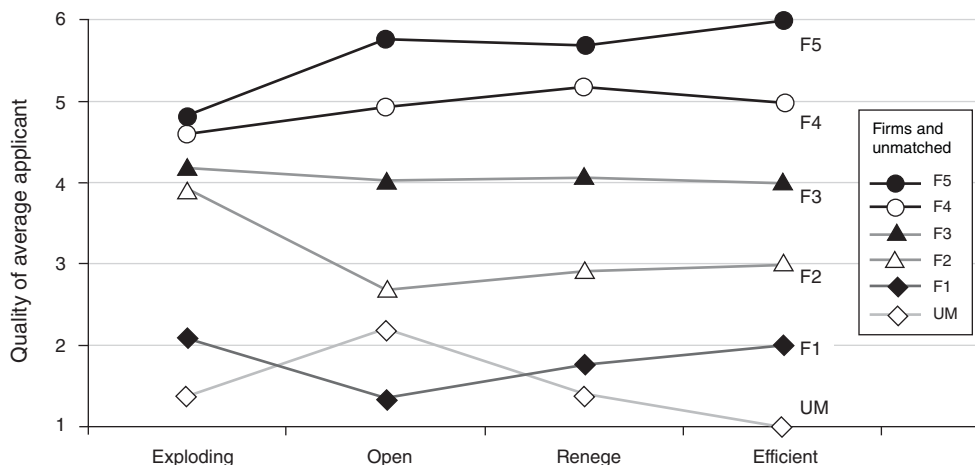 Quality of average applicant
6
5
4
3
2
1
F5
F4
F3
F2
F1
UM
Firms and
unmatched
F5
F4
F3
F2
F1
UM
Exploding
Open
Renege
Efficient